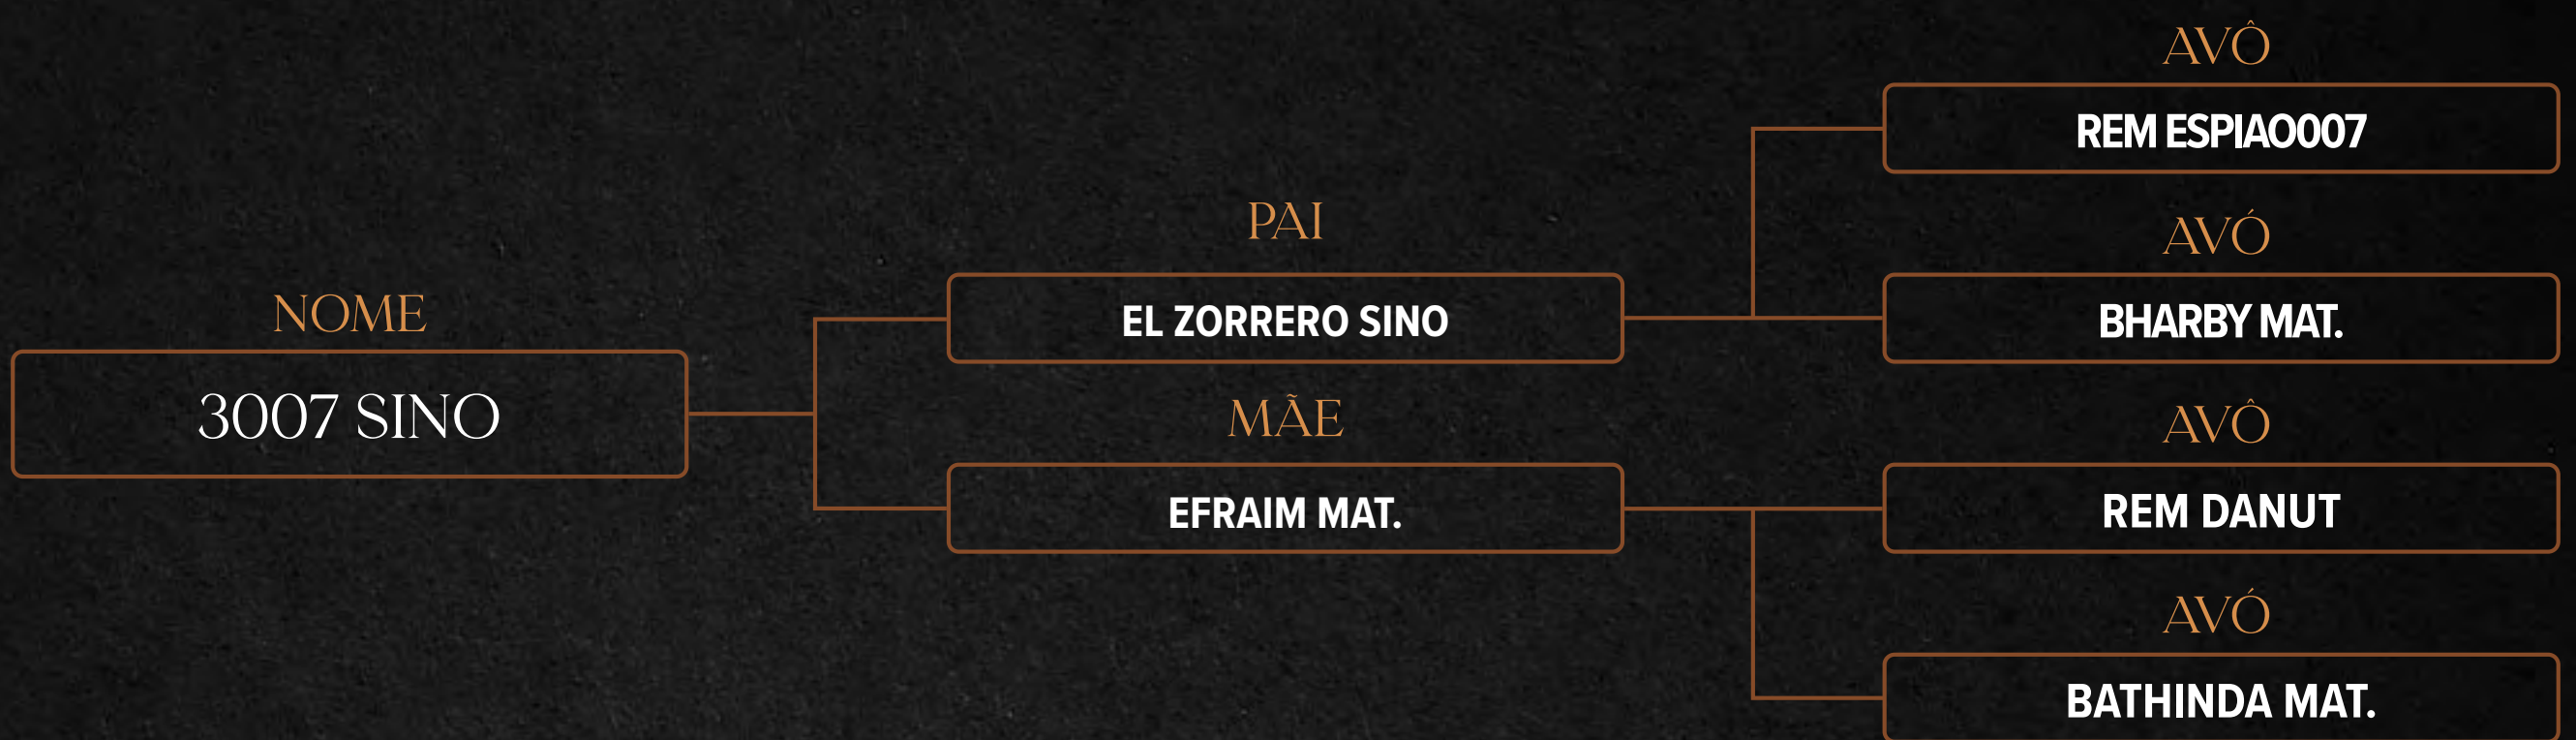 NOME
3007 SINO
PAI
EL ZORRERO SINO
MÃE
EFRAIM MAT.
AVÔ
REM ESPIAO007
AVÓ
BHARBY MAT.
AVÔ
REM DANUT
AVÓ
BATHINDA MAT.